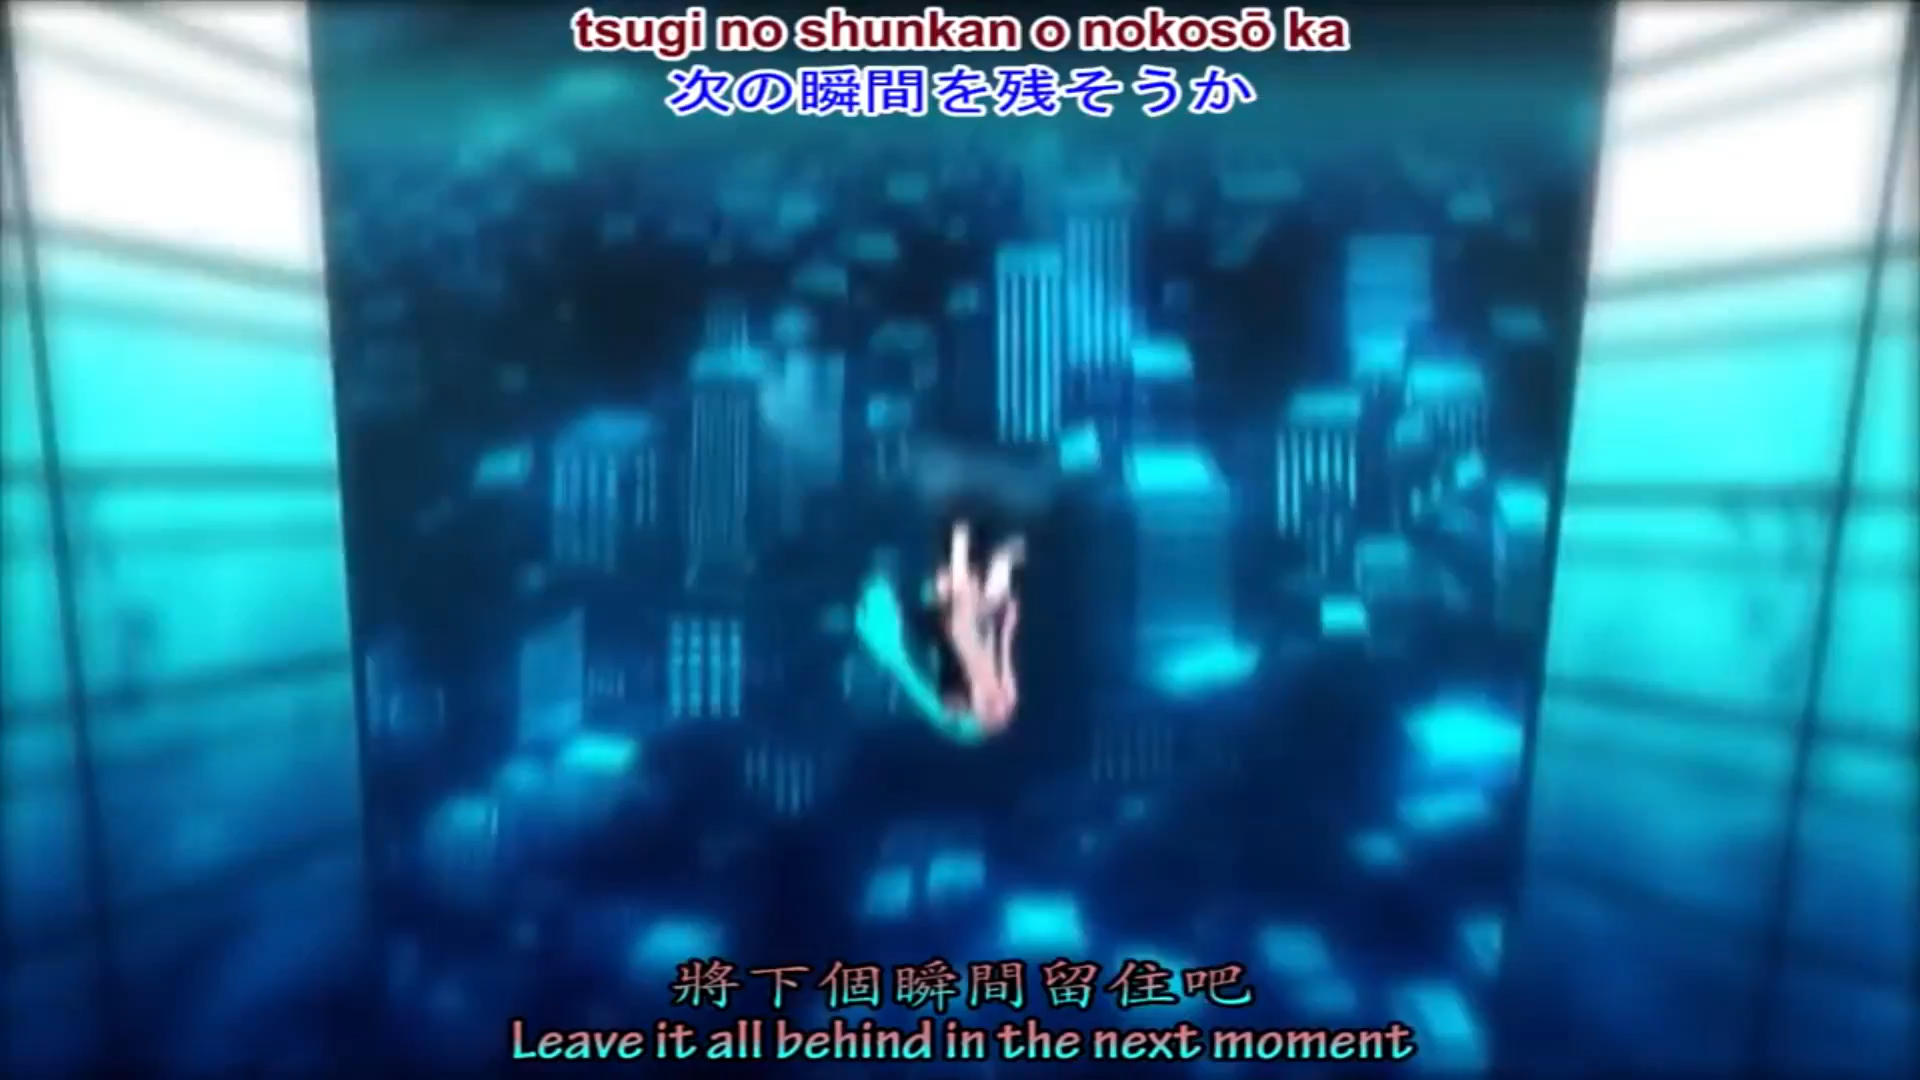 tsugi no shunkan o nokosō ka
次の瞬間を残そうか
將下個瞬間留住吧
Leave it all behind in the next moment